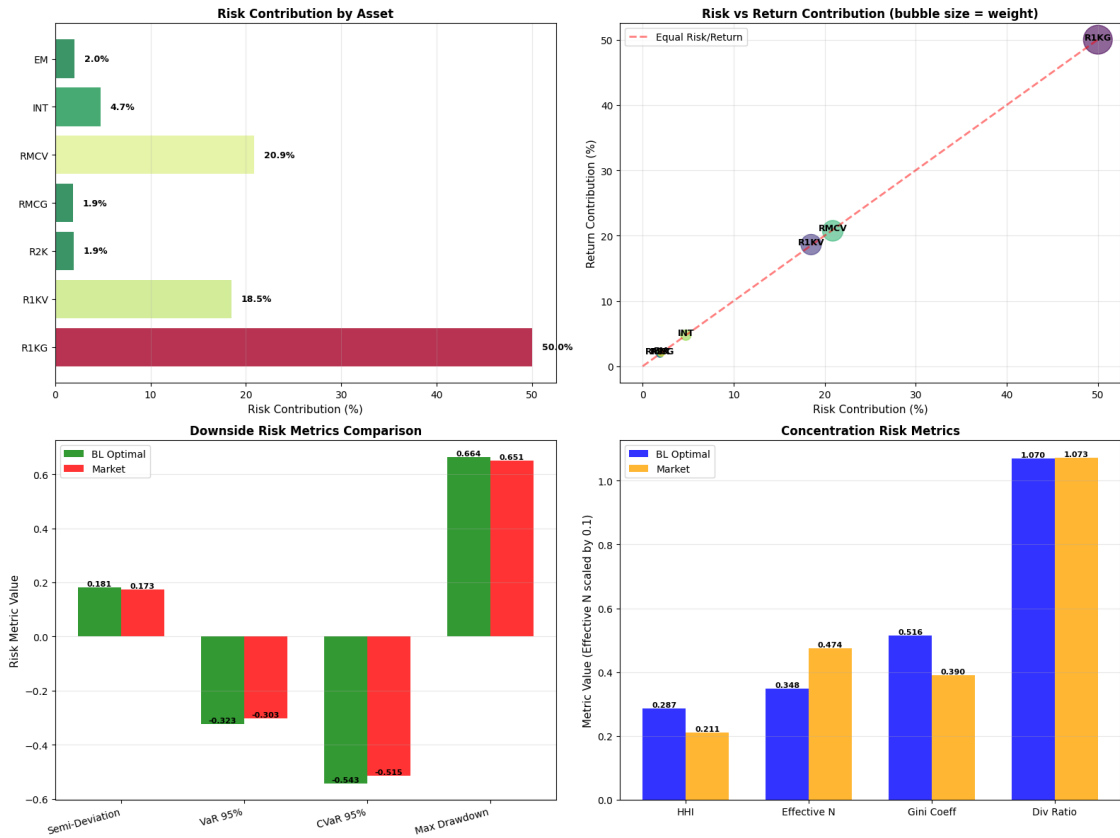 Risk Contribution by Asset
EM
2.0%
INT
4.7%
RMCV
20.9%
RMCG
1.9%
R2K
1.9%
R1KV
18.5%
R1KG
50.0%
0 10 20 30 40 50
Risk Contribution (%)
Risk vs Return Contribution (bubble size = weight)
Equal Risk/Return
Return Contribution (%)
50
40
30
20
10
0
R1KG
RMCV
R1KV
INT
0 10 20 30 40 50
Risk Contribution (%)
Downside Risk Metrics Comparison
BL Optimal
Market
Risk Metric Value
0.6
0.4
0.2
0.0
-0.2
-0.4
-0.6
0.664
0.651
0.181
0.173
-0.323
-0.303
-0.543
-0.515
Semi-Deviation
VaR 95%
CVaR 95%
Max Drawdown
Concentration Risk Metrics
BL Optimal
Market
Metric Value (Effective N scaled by 0.1)
1.0
0.8
0.6
0.4
0.2
0.0
0.287
0.211
0.348
0.474
0.516
0.390
1.070
1.073
HHI
Effective N
Gini Coeff
Div Ratio